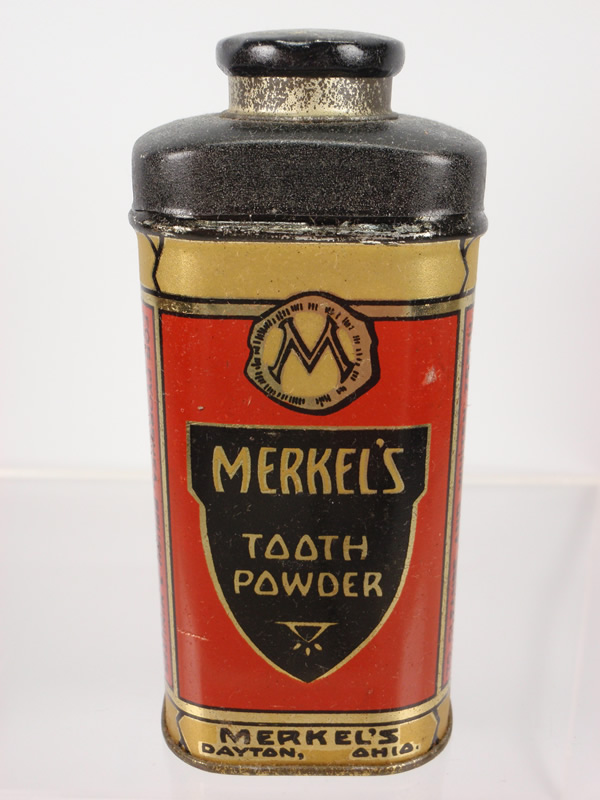 M
MERKEL'S
TOOTH
POWDER
MERKEL'S
DAYTON, OHIO.